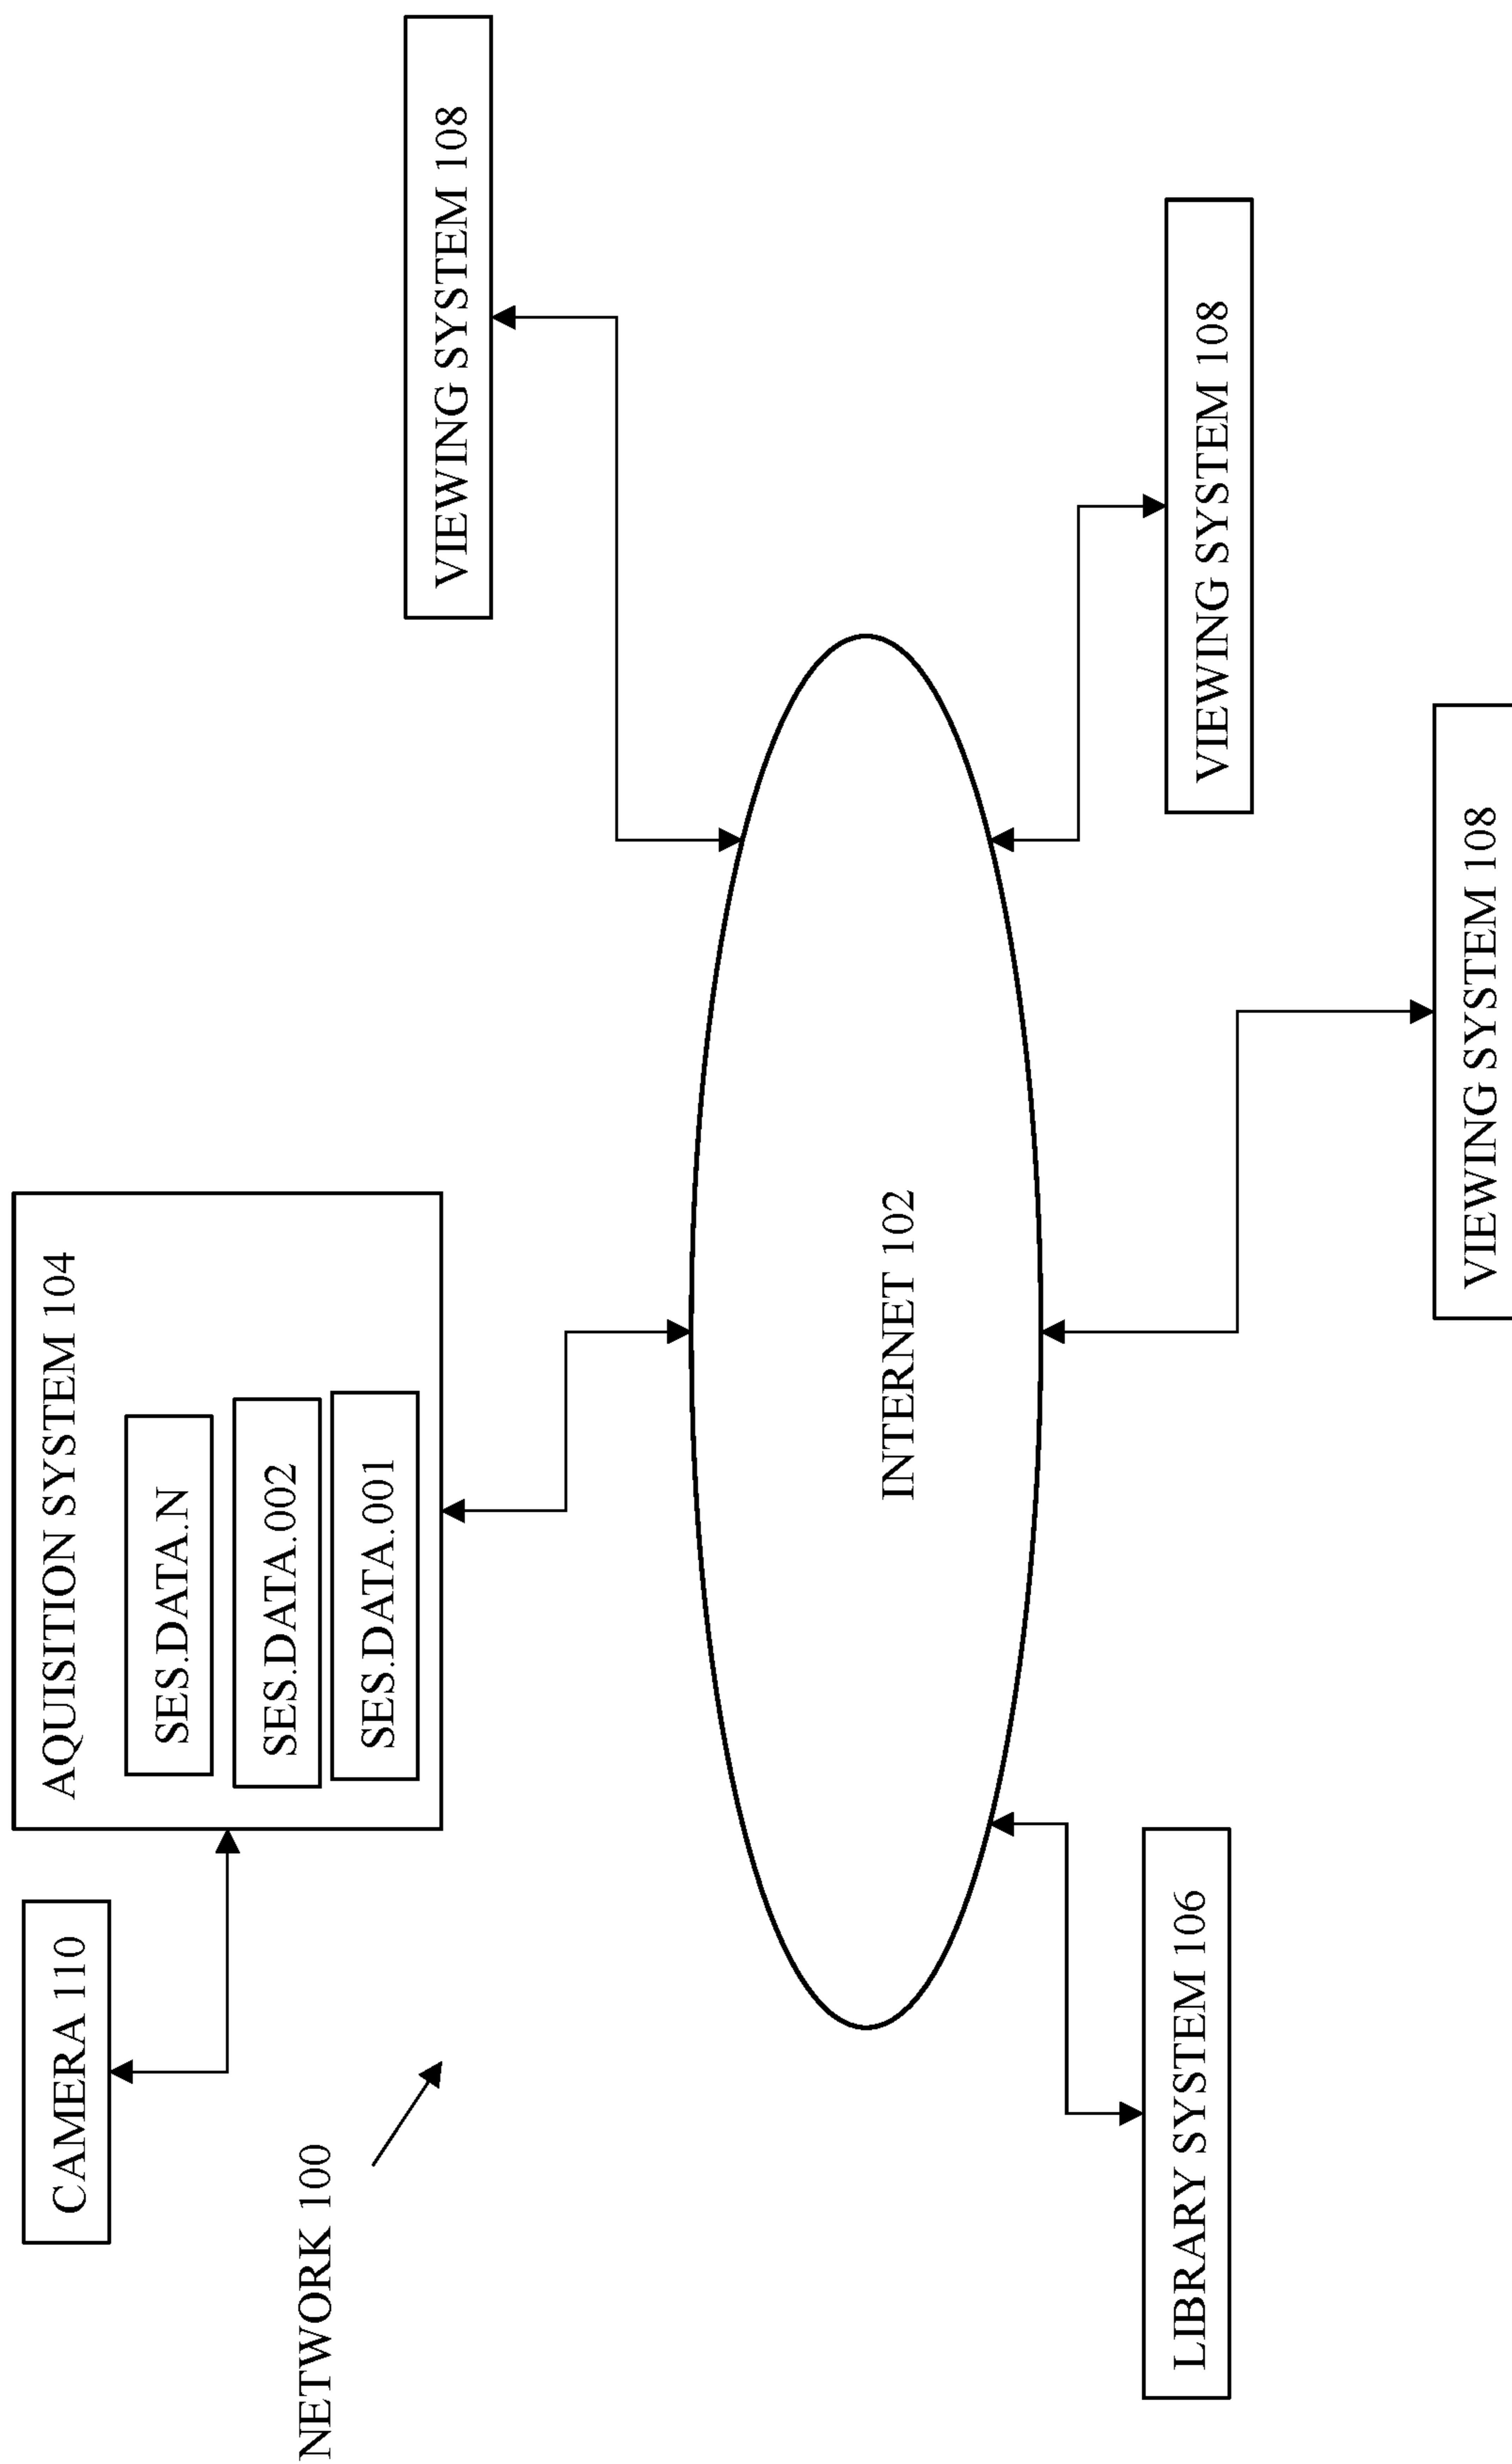 CAMERA 110
AQUISITION SYSTEM 104
SES.DATA.N
SES.DATA.002
SES.DATA.001
NETWORK 100
VIEWING SYSTEM 108
INTERNET 102
LIBRARY SYSTEM 106
VIEWING SYSTEM 108
VIEWING SYSTEM 108